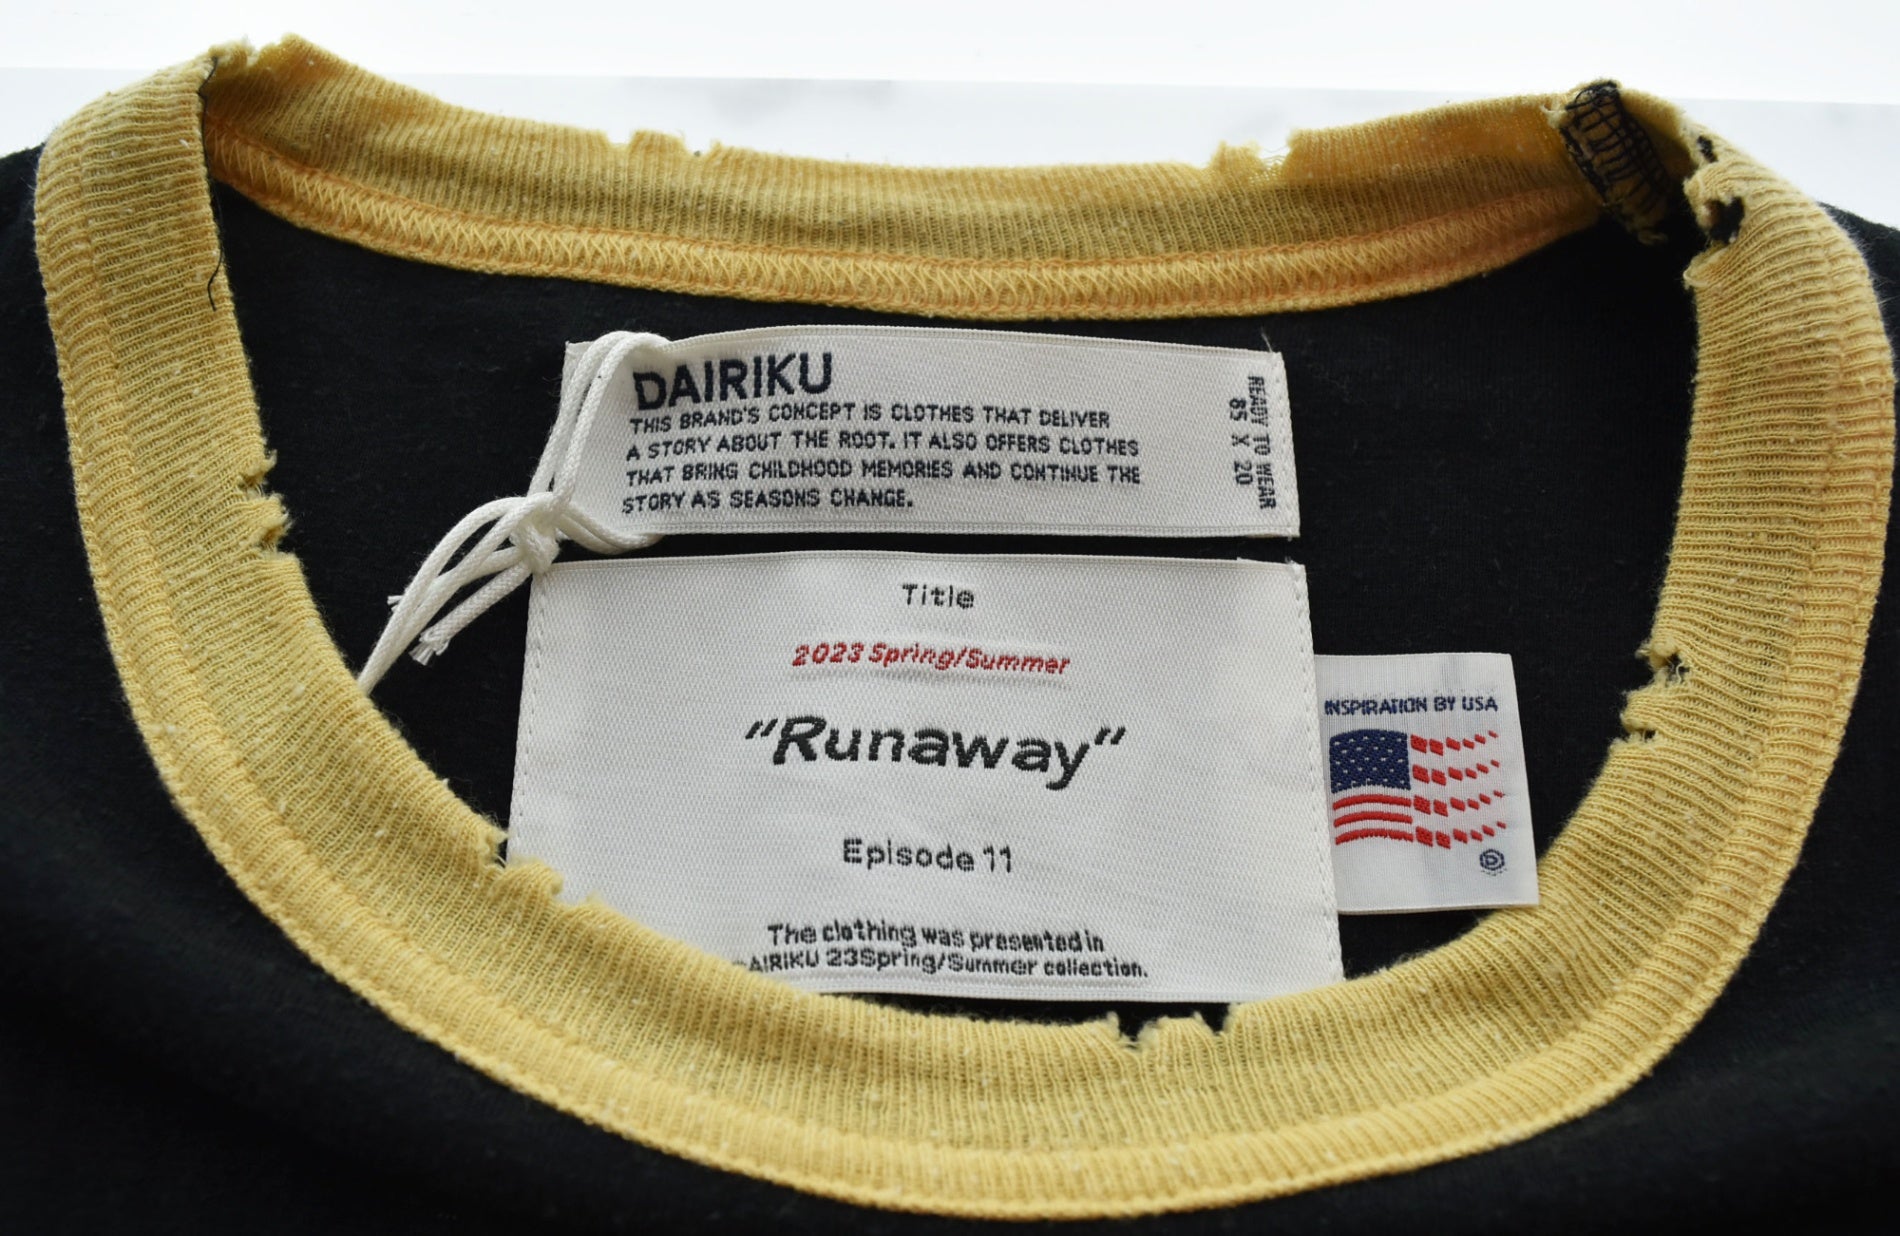 DAIRIKU
THIS BRAND'S CONCEPT IS CLOTHES THAT DELIVER
A STORY ABOUT THE ROOT. IT ALSO OFFERS CLOTHES
THAT BRING CHILDHOOD MEMORIES AND CONTINUE THE
STORY AS SEASONS CHANGE.
READY TO WEAR
85 X 20
Title
2023 Spring/Summer
"Runaway"
Episode 11
The clothing was presented in
DAIRIKU 23Spring/Summer collection.
INSPIRATION BY USA
Ⓓ